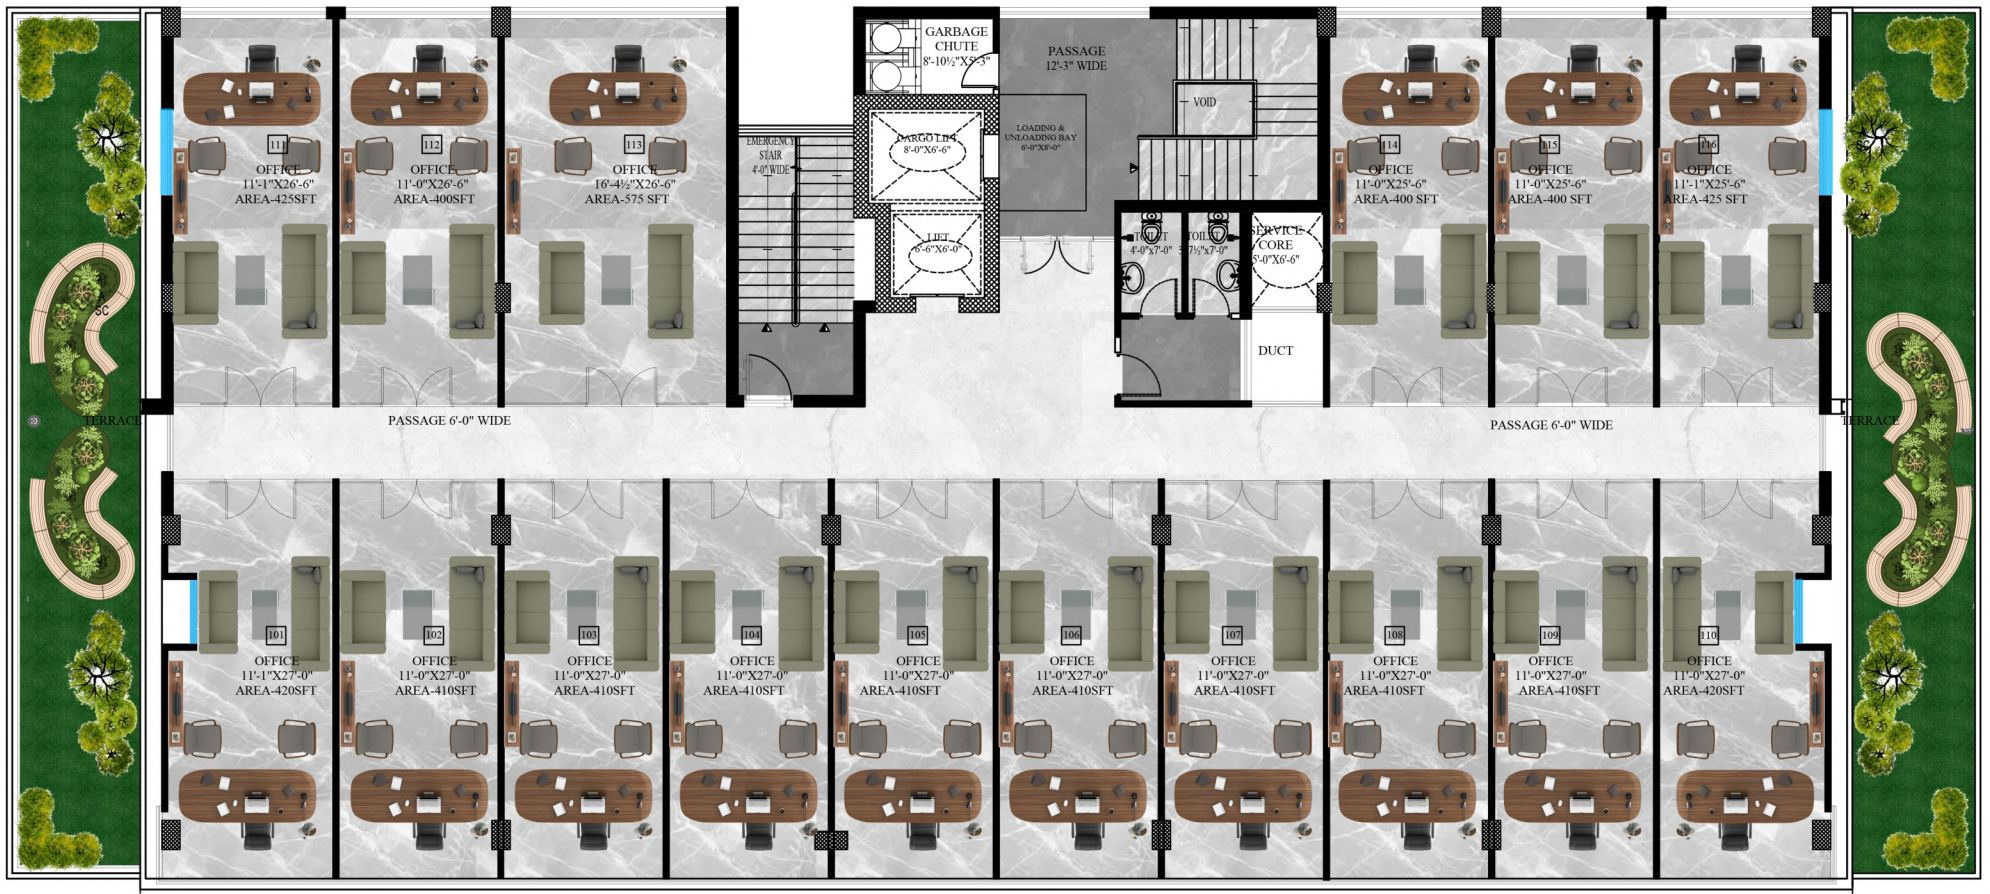 GARBAGE
CHUTE
8'-10½"X5'-3"
PASSAGE
12'-3" WIDE
VOID
LOADING &
UNLOADING BAY
6'-0"X8'-0"
CARGO LIFT
8'-0"X6'-6"
EMERGENCY
STAIR
4'-0" WIDE
LIFT
6'-6"X6'-0"
TOILET
4'-0"x7'-0"
TOILET
7½"x7'-0"
SERVICE
CORE
5'-0"X6'-6"
DUCT
111
OFFICE
11'-1"X26'-6"
AREA-425SFT
112
OFFICE
11'-0"X26'-6"
AREA-400SFT
113
OFFICE
16'-4½"X26'-6"
AREA-575 SFT
114
OFFICE
11'-0"X25'-6"
AREA-400 SFT
115
OFFICE
11'-0"X25'-6"
AREA-400 SFT
116
OFFICE
11'-1"X25'-6"
AREA-425 SFT
SC
SC
TERRACE
PASSAGE 6'-0" WIDE
PASSAGE 6'-0" WIDE
TERRACE
101
OFFICE
11'-1"X27'-0"
AREA-420SFT
102
OFFICE
11'-0"X27'-0"
AREA-410SFT
103
OFFICE
11'-0"X27'-0"
AREA-410SFT
104
OFFICE
11'-0"X27'-0"
AREA-410SFT
105
OFFICE
11'-0"X27'-0"
AREA-410SFT
106
OFFICE
11'-0"X27'-0"
AREA-410SFT
107
OFFICE
11'-0"X27'-0"
AREA-410SFT
108
OFFICE
11'-0"X27'-0"
AREA-410SFT
109
OFFICE
11'-0"X27'-0"
AREA-410SFT
110
OFFICE
11'-0"X27'-0"
AREA-420SFT